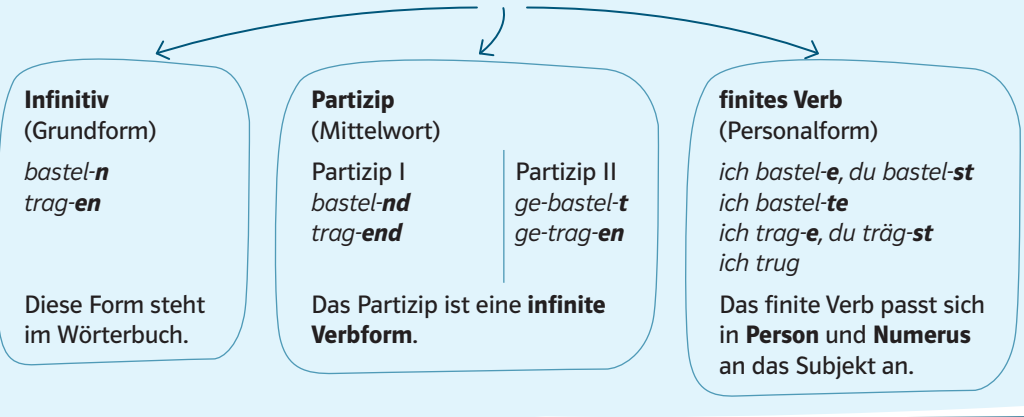 Infinitiv
(Grundform)
bastel-n
trag-en
Diese Form steht
im Wörterbuch.
Partizip
(Mittelwort)
Partizip I
bastel-nd
trag-end
Partizip II
ge-bastel-t
ge-trag-en
Das Partizip ist eine infinite
Verbform.
finites Verb
(Personalform)
ich bastel-e, du bastel-st
ich bastel-te
ich trag-e, du träg-st
ich trug
Das finite Verb passt sich
in Person und Numerus
an das Subjekt an.